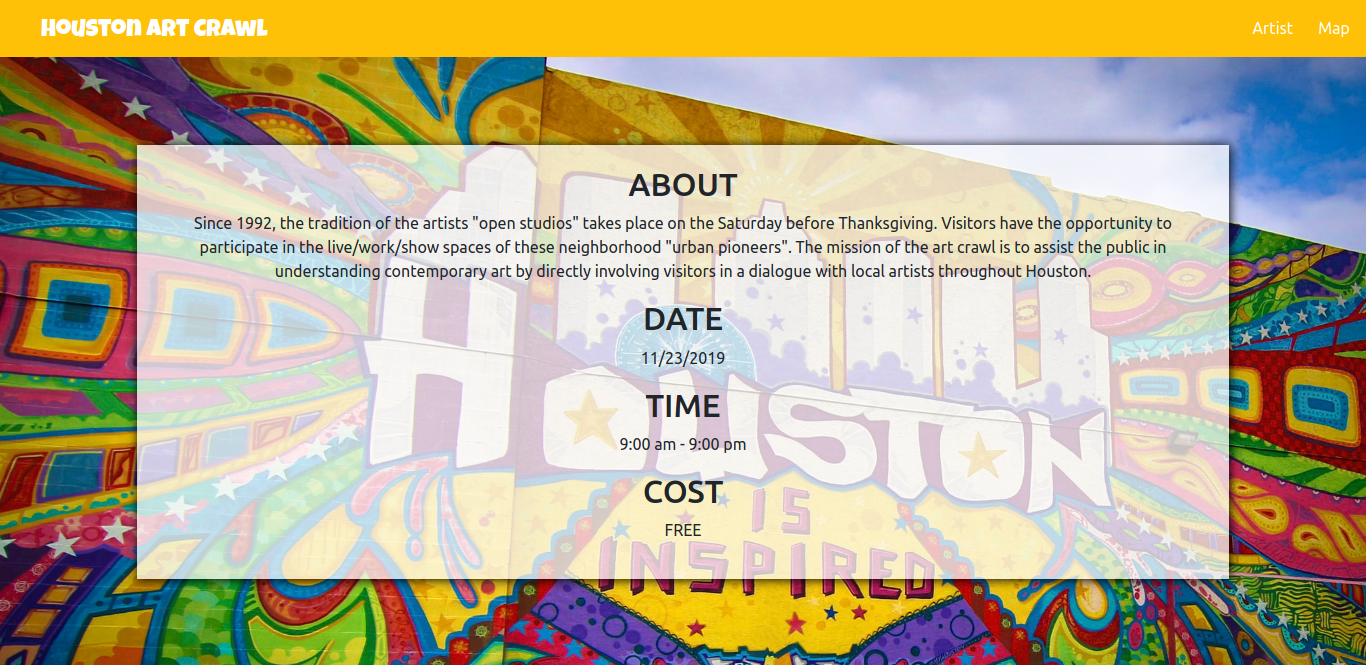 Houston Art Crawl
Artist
Map
ABOUT
Since 1992, the tradition of the artists "open studios" takes place on the Saturday before Thanksgiving. Visitors have the opportunity to
participate in the live/work/show spaces of these neighborhood "urban pioneers". The mission of the art crawl is to assist the public in
understanding contemporary art by directly involving visitors in a dialogue with local artists throughout Houston.
DATE
11/23/2019
TIME
9:00 am - 9:00 pm
COST
FREE
HOUSTON
IS
INSPIRED